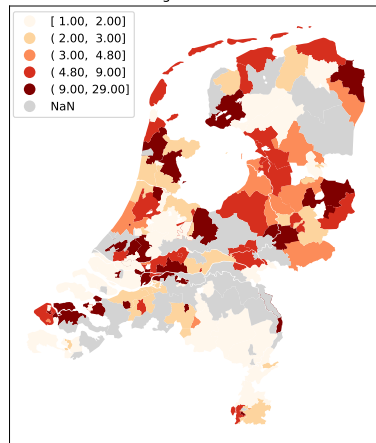 [ 1.00, 2.00]
( 2.00, 3.00]
( 3.00, 4.80]
( 4.80, 9.00]
( 9.00, 29.00]
NaN